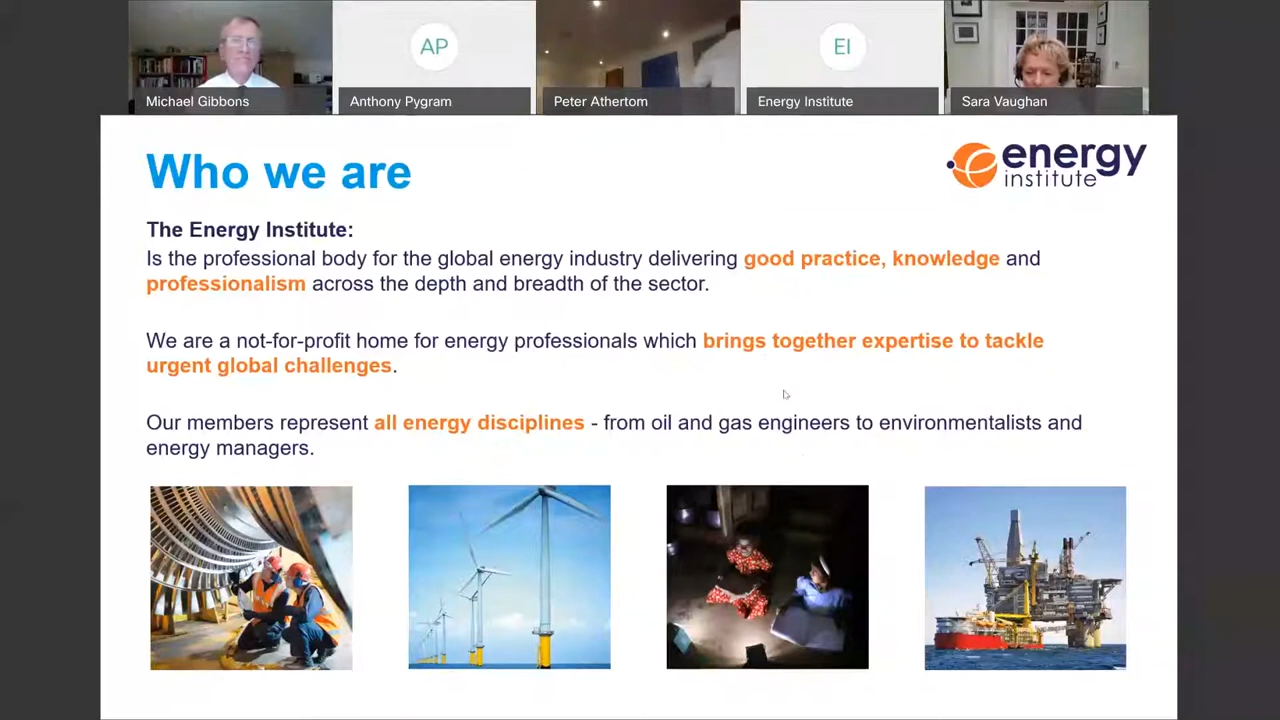 AP
EI
Michael Gibbons
Anthony Pygram
Peter Athertom
Energy Institute
Sara Vaughan
Who we are
energy
institute
The Energy Institute:
Is the professional body for the global energy industry delivering good practice, knowledge and
professionalism across the depth and breadth of the sector.
We are a not-for-profit home for energy professionals which brings together expertise to tackle
urgent global challenges.
Our members represent all energy disciplines - from oil and gas engineers to environmentalists and
energy managers.